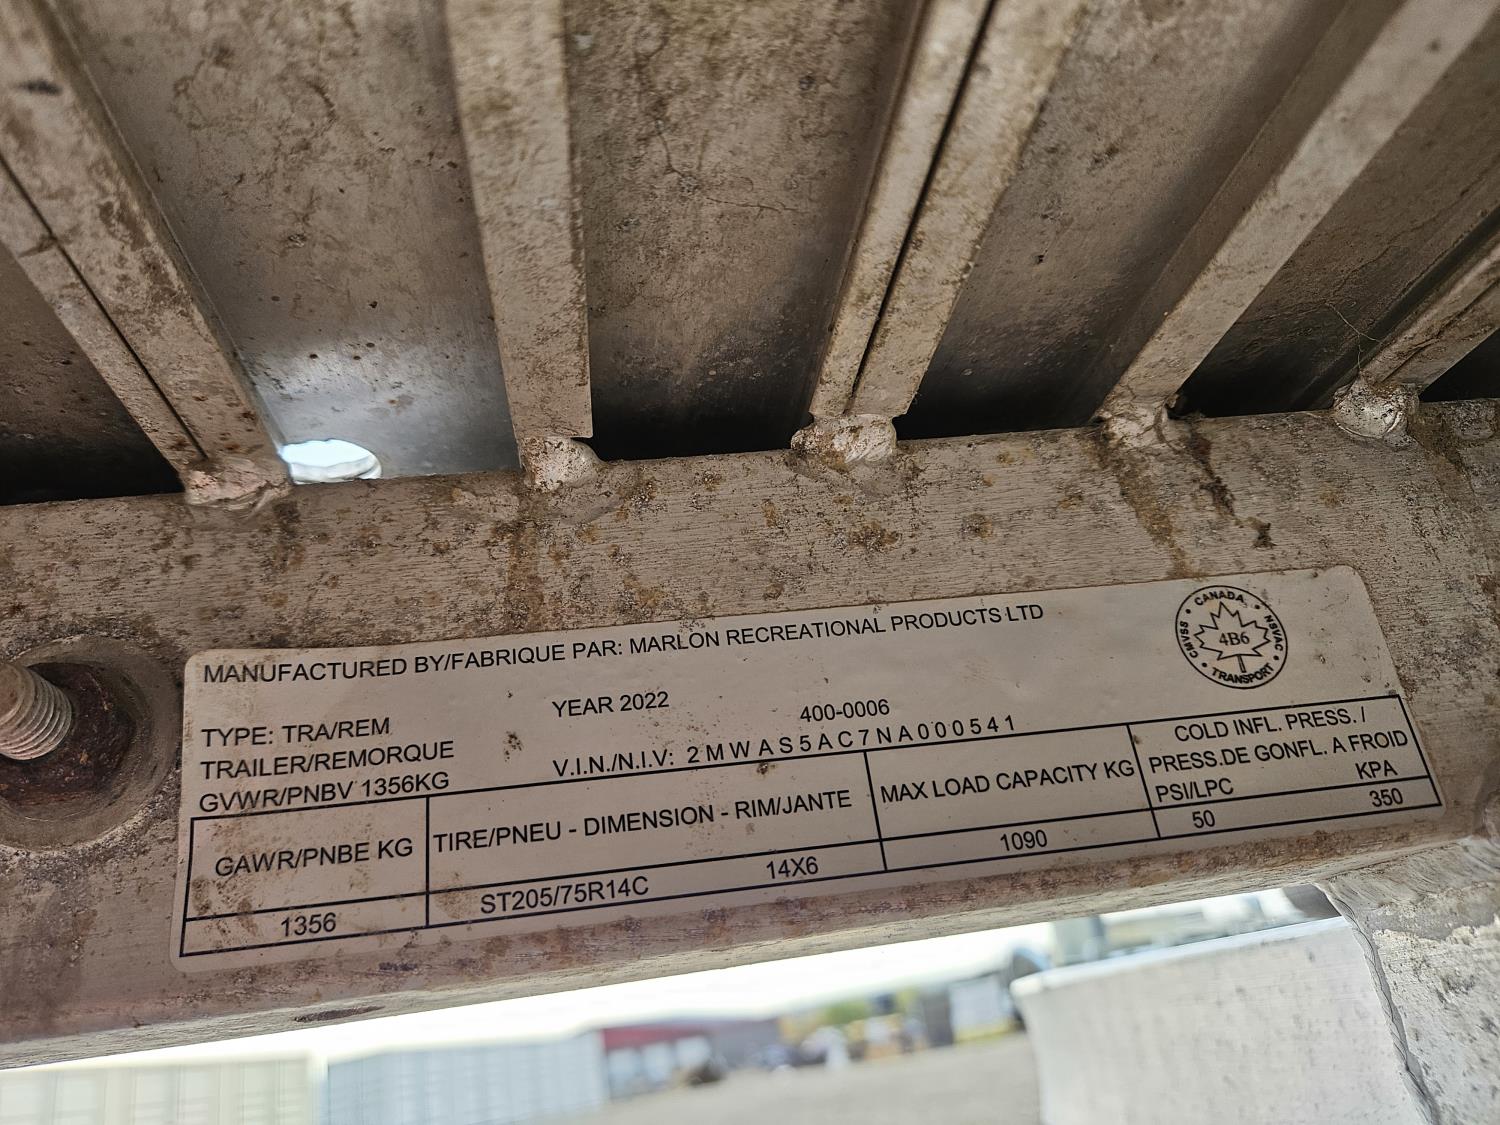 MANUFACTURED BY/FABRIQUE PAR: MARLON RECREATIONAL PRODUCTS LTD
CANADA
CMVSS
4B6
NSVAC
TRANSPORT
TYPE: TRA/REM
YEAR 2022
400-0006
TRAILER/REMORQUE
V.I.N./N.I.V: 2MWAS5AC7NA000541
GVWR/PNBV 1356KG
GAWR/PNBE KG
TIRE/PNEU - DIMENSION - RIM/JANTE
MAX LOAD CAPACITY KG
COLD INFL. PRESS. /
PRESS.DE GONFL. A FROID
PSI/LPC KPA
1356
ST205/75R14C 14X6
1090
50 350